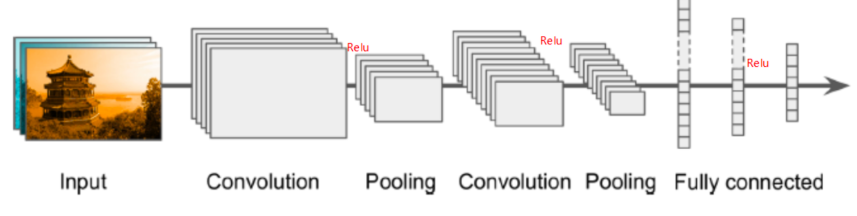 Relu
Relu
Relu
Input
Convolution
Pooling
Convolution
Pooling
Fully connected